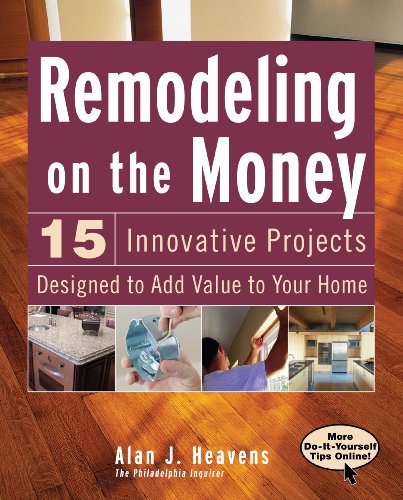 Remodeling
on the Money
15 Innovative Projects
Designed to Add Value to Your Home
Alan J. Heavens
The Philadelphia Inquirer
More
Do-It-Yourself
Tips Online!